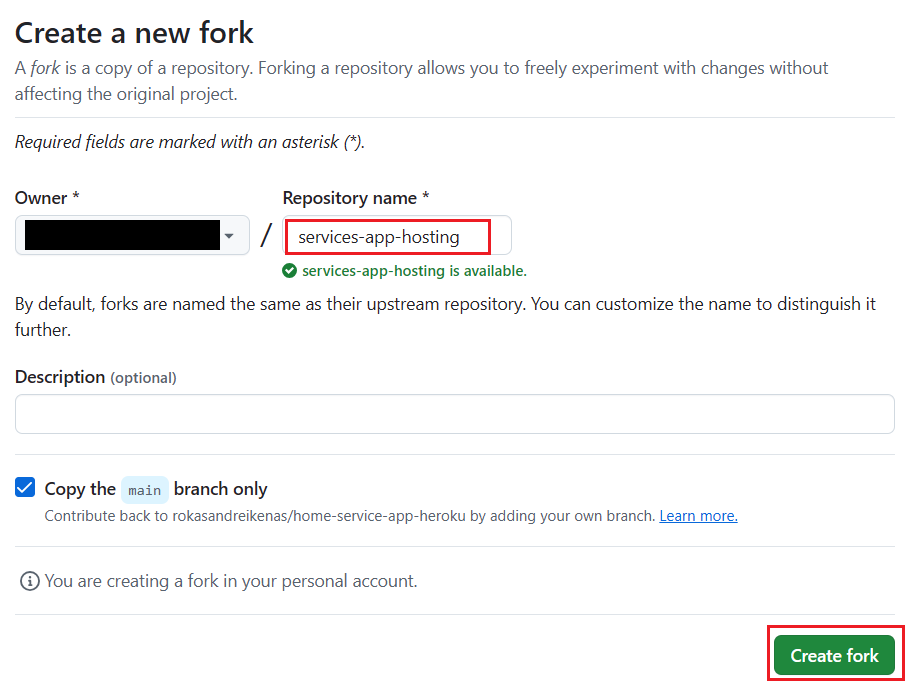 Create a new fork
A fork is a copy of a repository. Forking a repository allows you to freely experiment with changes without
affecting the original project.
Required fields are marked with an asterisk (*).
Owner *
Repository name *
/
services-app-hosting
services-app-hosting is available.
By default, forks are named the same as their upstream repository. You can customize the name to distinguish it
further.
Description (optional)
Copy the main branch only
Contribute back to rokasandreikenas/home-service-app-heroku by adding your own branch. Learn more.
You are creating a fork in your personal account.
Create fork